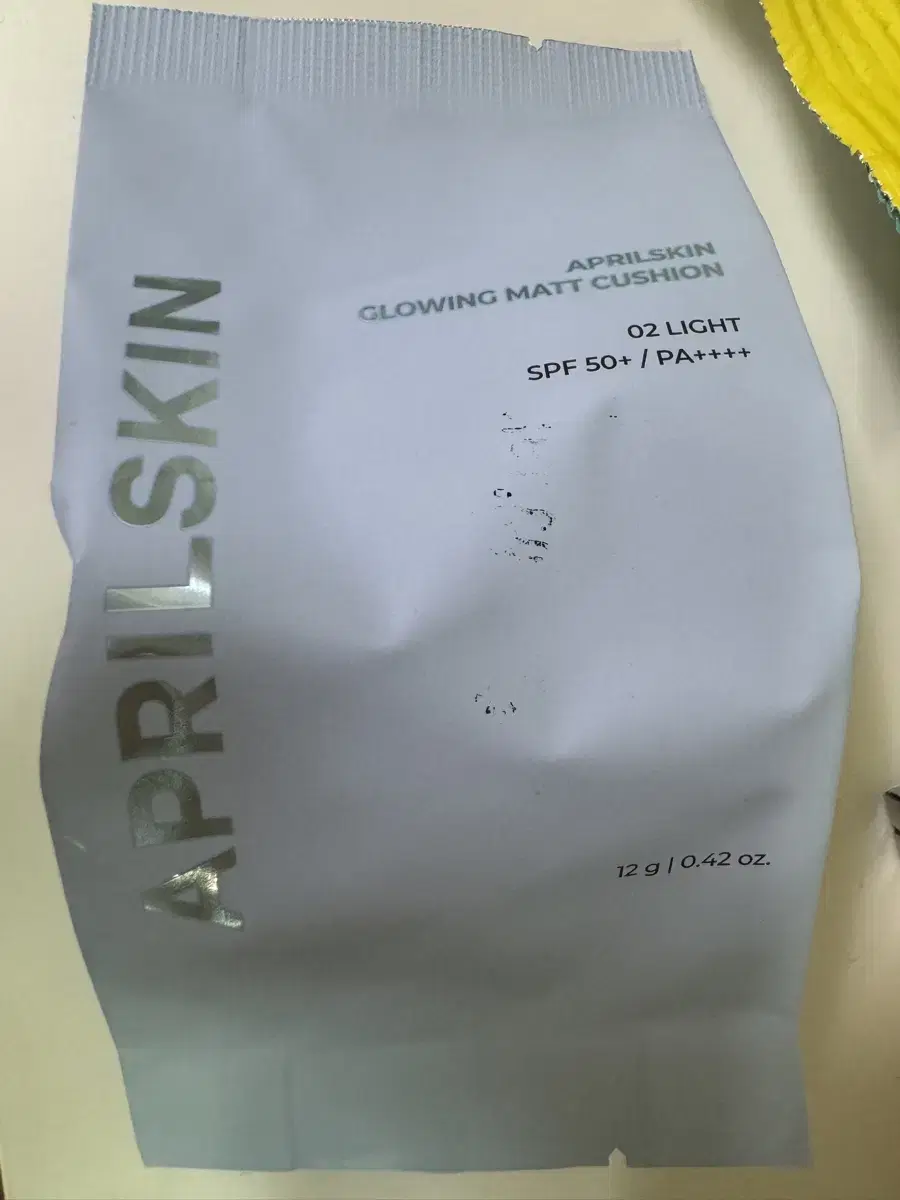 APRILSKIN
APRILSKIN
GLOWING MATT CUSHION
02 LIGHT
SPF 50+ / PA++++
12 g | 0.42 oz.